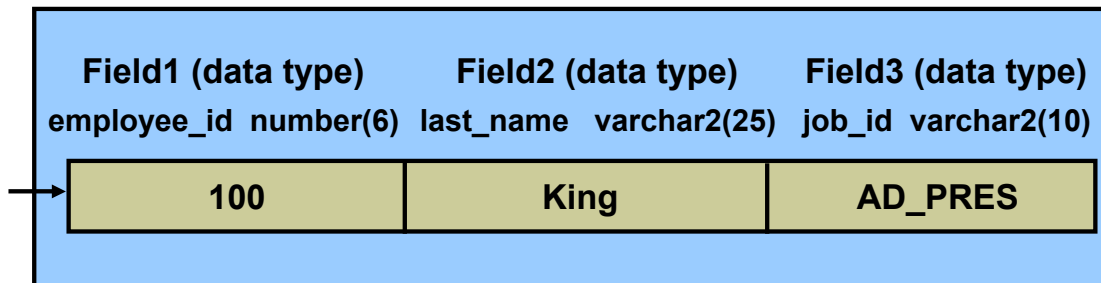 Field1 (data type) Field2 (data type) Field3 (data type)
employee_id number(6) last_name varchar2(25) job_id varchar2(10)
100 King AD_PRES